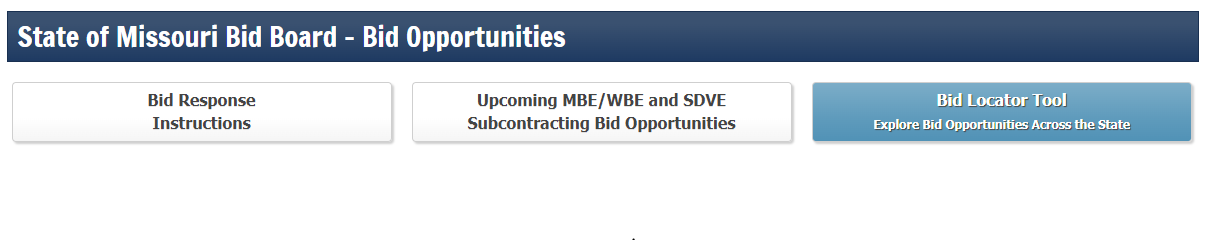 State of Missouri Bid Board - Bid Opportunities
Bid Response
Instructions
Upcoming MBE/WBE and SDVE
Subcontracting Bid Opportunities
Bid Locator Tool
Explore Bid Opportunities Across the State
.